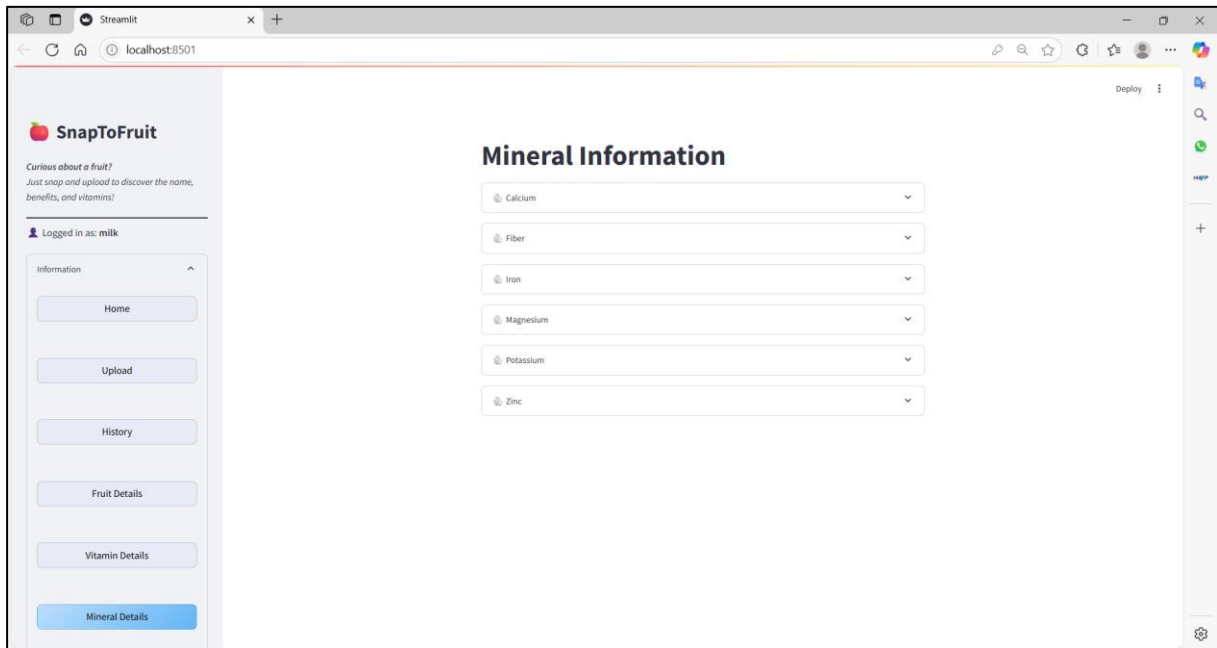 Streamlit
localhost:8501
Deploy
SnapToFruit
Curious about a fruit?
Just snap and upload to discover the name,
benefits, and vitamins!
Logged in as: milk
Information
Home
Upload
History
Fruit Details
Vitamin Details
Mineral Details
Mineral Information
Calcium
Fiber
Iron
Magnesium
Potassium
Zinc